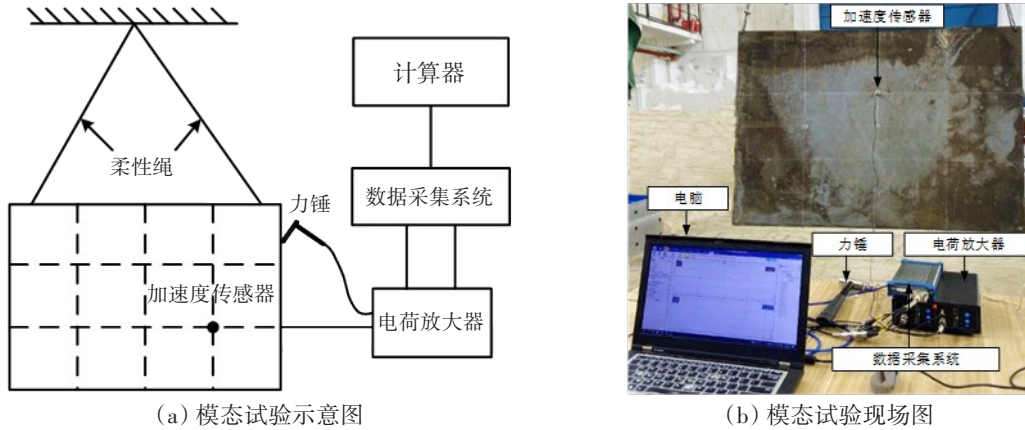 计算器
柔性绳
数据采集系统
力锤
加速度传感器
电荷放大器
(a) 模态试验示意图
加速度传感器
电脑
力锤
电荷放大器
数据采集系统
(b) 模态试验现场图